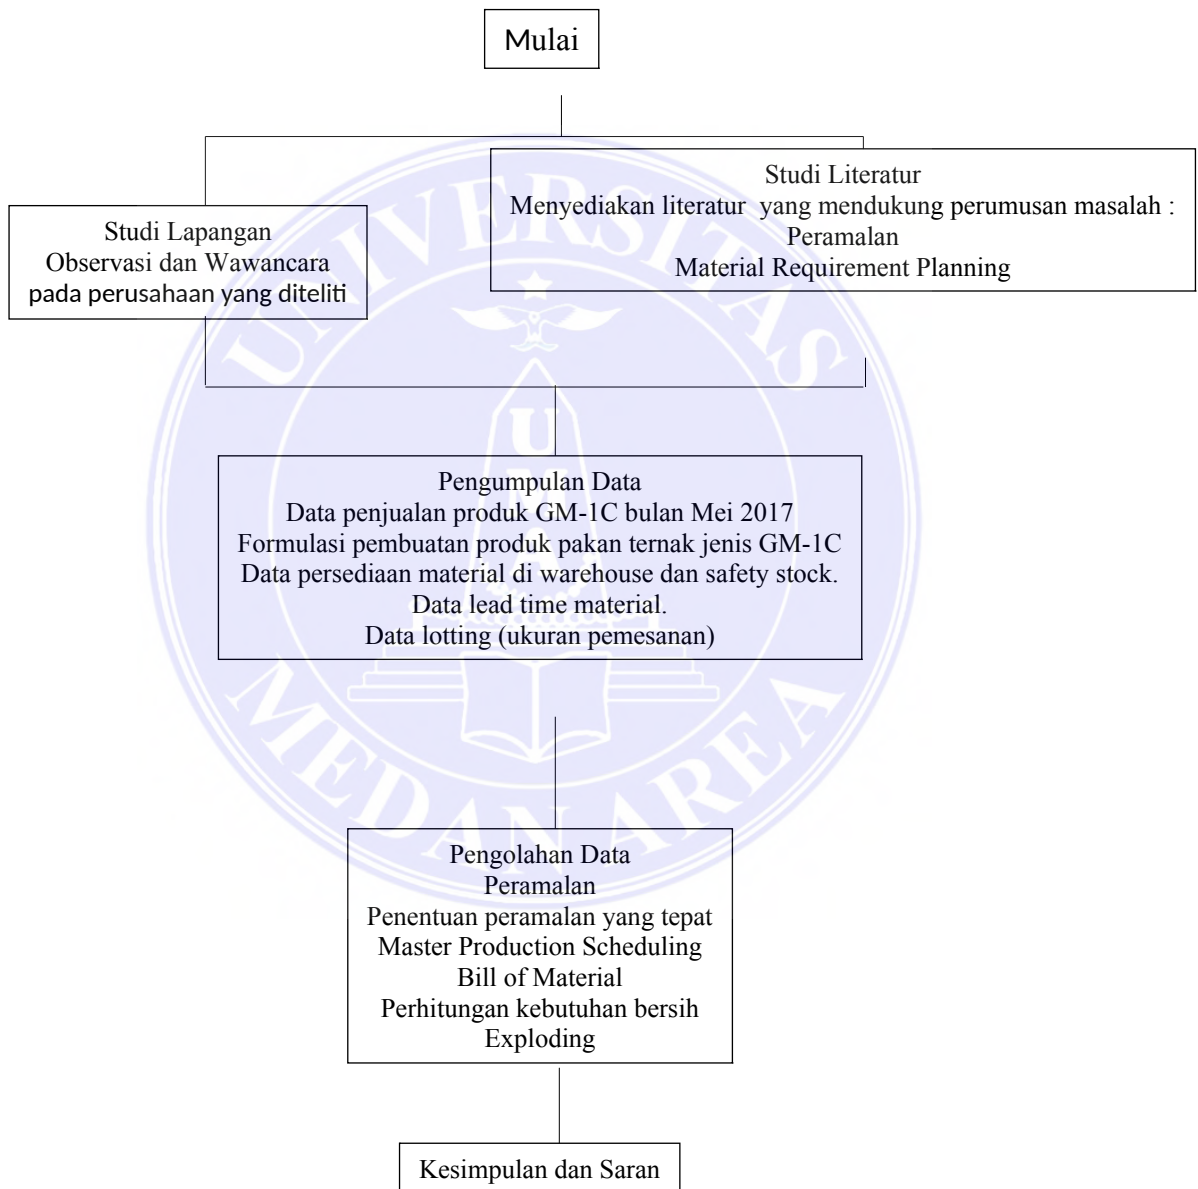 Mulai
Studi Lapangan
Observasi dan Wawancara
pada perusahaan yang diteliti
Studi Literatur
Menyediakan literatur yang mendukung perumusan masalah :
Peramalan
Material Requirement Planning
UNIVERSITAS
UMA
MEDAN AREA
Pengumpulan Data
Data penjualan produk GM-1C bulan Mei 2017
Formulasi pembuatan produk pakan ternak jenis GM-1C
Data persediaan material di warehouse dan safety stock.
Data lead time material.
Data lotting (ukuran pemesanan)
Pengolahan Data
Peramalan
Penentuan peramalan yang tepat
Master Production Scheduling
Bill of Material
Perhitungan kebutuhan bersih
Exploding
Kesimpulan dan Saran